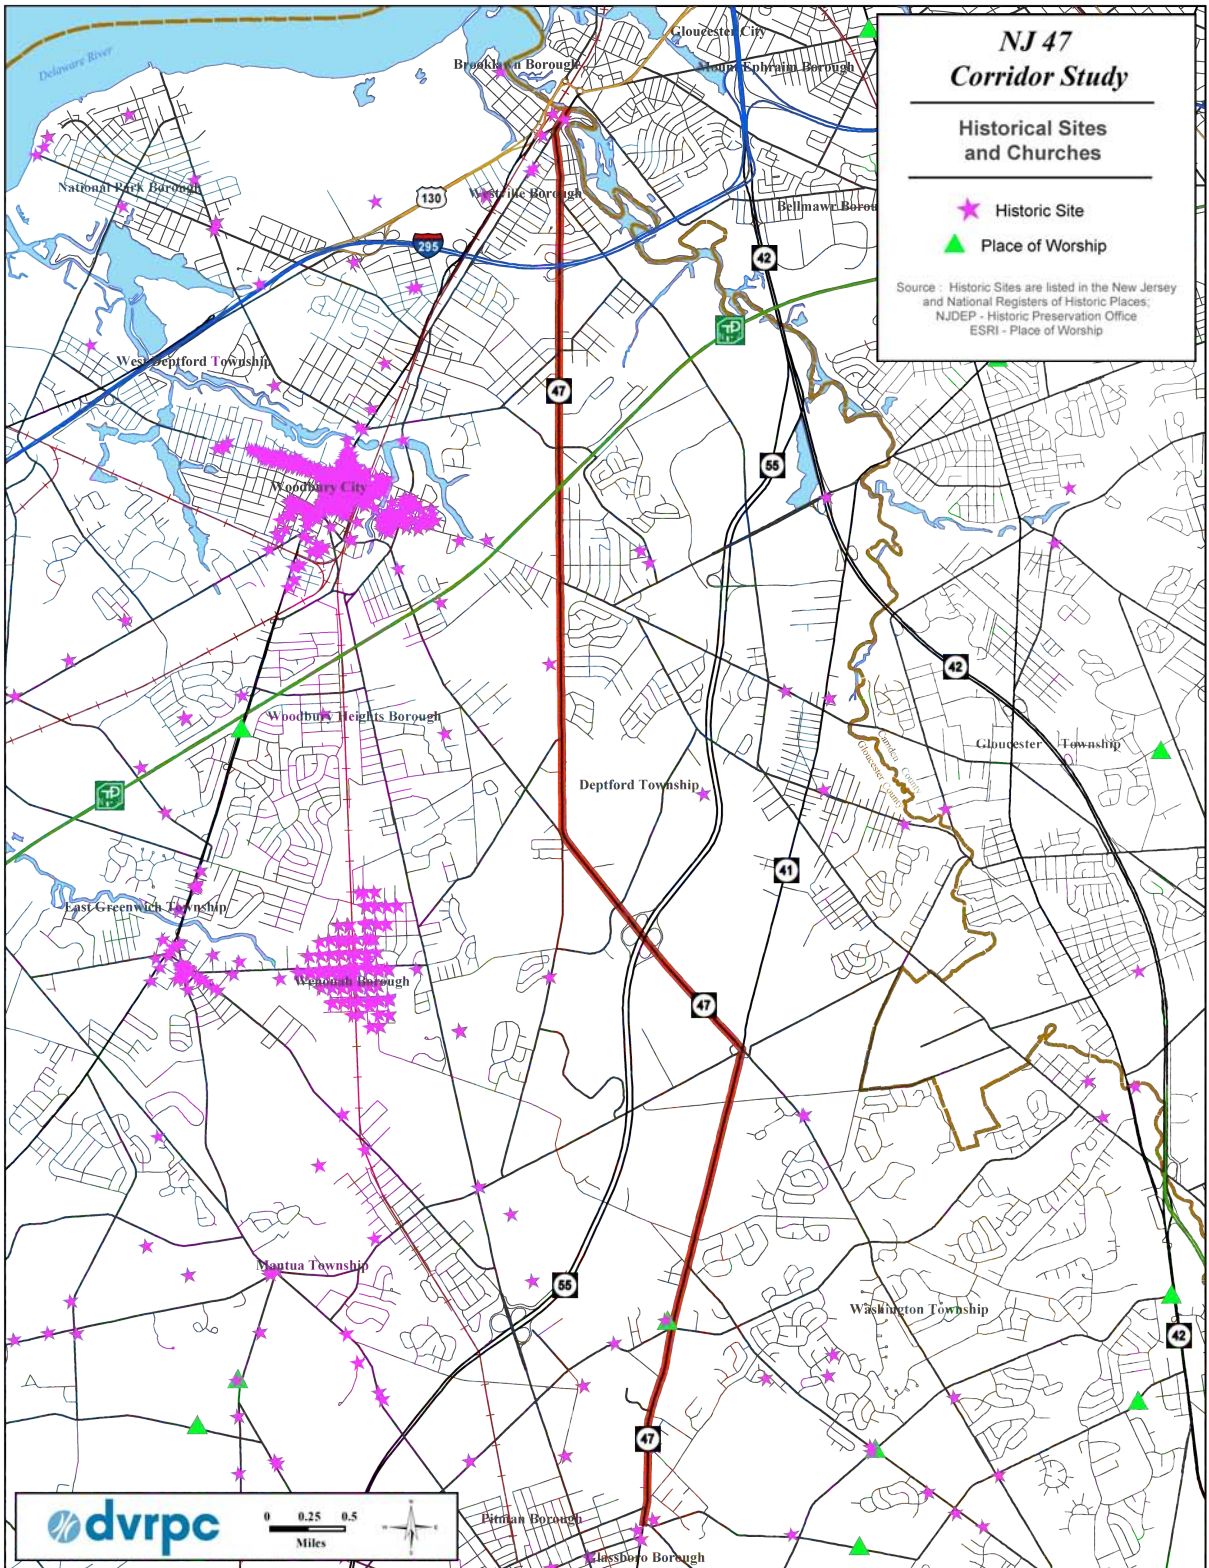 NJ 47
Corridor Study
Historical Sites
and Churches
Historic Site
Place of Worship
Source : Historic Sites are listed in the New Jersey
and National Registers of Historic Places;
NJDEP - Historic Preservation Office
ESRI - Place of Worship
Delaware River
Gloucester City
Brooklawn Borough
Mount Ephraim Borough
National Park Borough
130
Westville Borough
Bellmawr Borou
295
42
West Deptford Township
47
55
Woodbury City
42
Woodbury Heights Borough
Gloucester Township
Camden County
Gloucester County
Deptford Township
41
East Greenwich Township
Wenonah Borough
47
Mantua Township
55
Washington Township
42
47
dvrpc
0 0.25 0.5
Miles
N
W E
S
Pitman Borough
Glassboro Borough